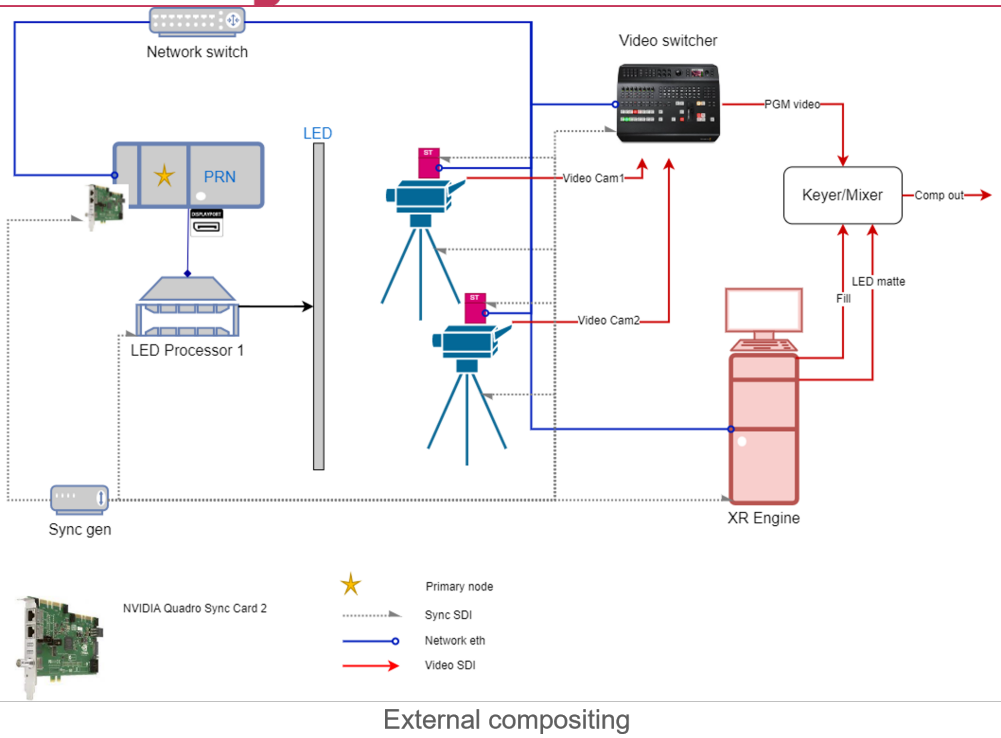 Network switch
Video switcher
PGM video
LED
ST
PRN
DISPLAYPORT
Video Cam1
Keyer/Mixer
Comp out
LED matte
Fill
ST
Video Cam2
LED Processor 1
XR Engine
Sync gen
NVIDIA Quadro Sync Card 2
Primary node
Sync SDI
Network eth
Video SDI
External compositing